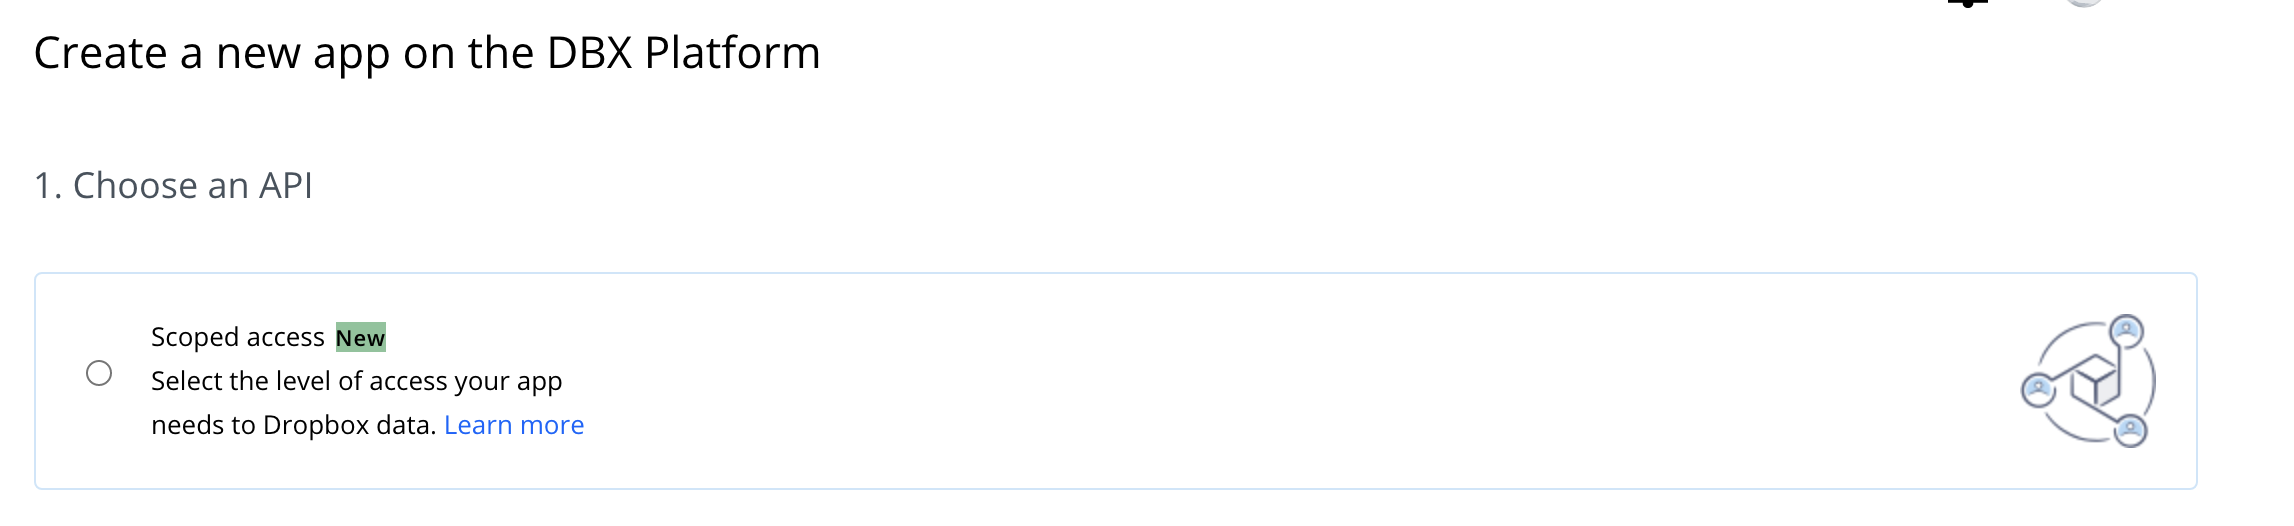 Create a new app on the DBX Platform
1. Choose an API
Scoped access New
Select the level of access your app
needs to Dropbox data. Learn more